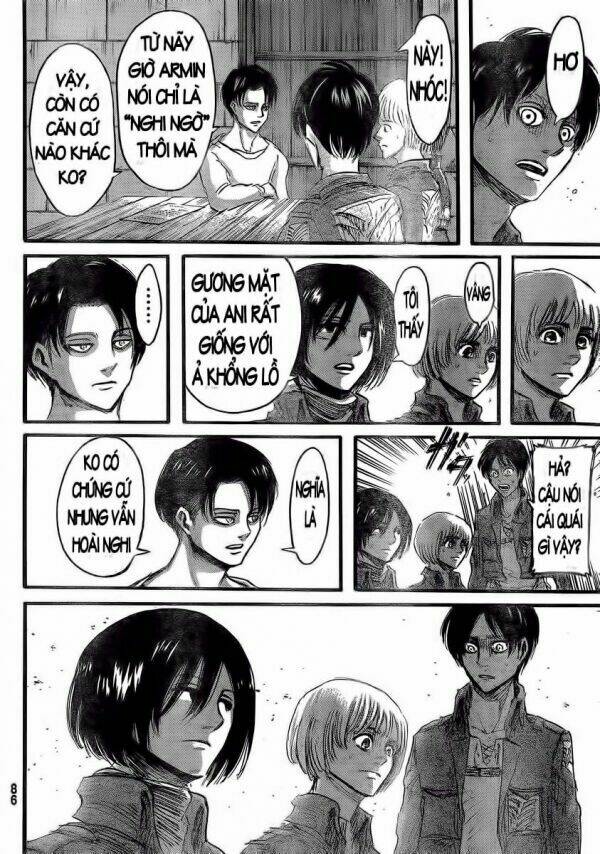 HƠ
NÀY!
NHÓC!
TỪ NÃY
GIỜ ARMIN
NÓI CHỈ LÀ
"NGHI NGỜ"
THÔI MÀ
VẬY,
CÒN CÓ
CĂN CỨ
NÀO KHÁC
KO?
VÂNG
TÔI
THẤY
GƯƠNG MẶT
CỦA ANI RẤT
GIỐNG VỚI
Ả KHỔNG LỒ
......
HẢ?
CÂU NÓI
CÁI QUÁI
GÌ VẬY?
NGHĨA
LÀ
KO CÓ
CHỨNG CỨ
NHƯNG VẪN
HOÀI NGHI
86